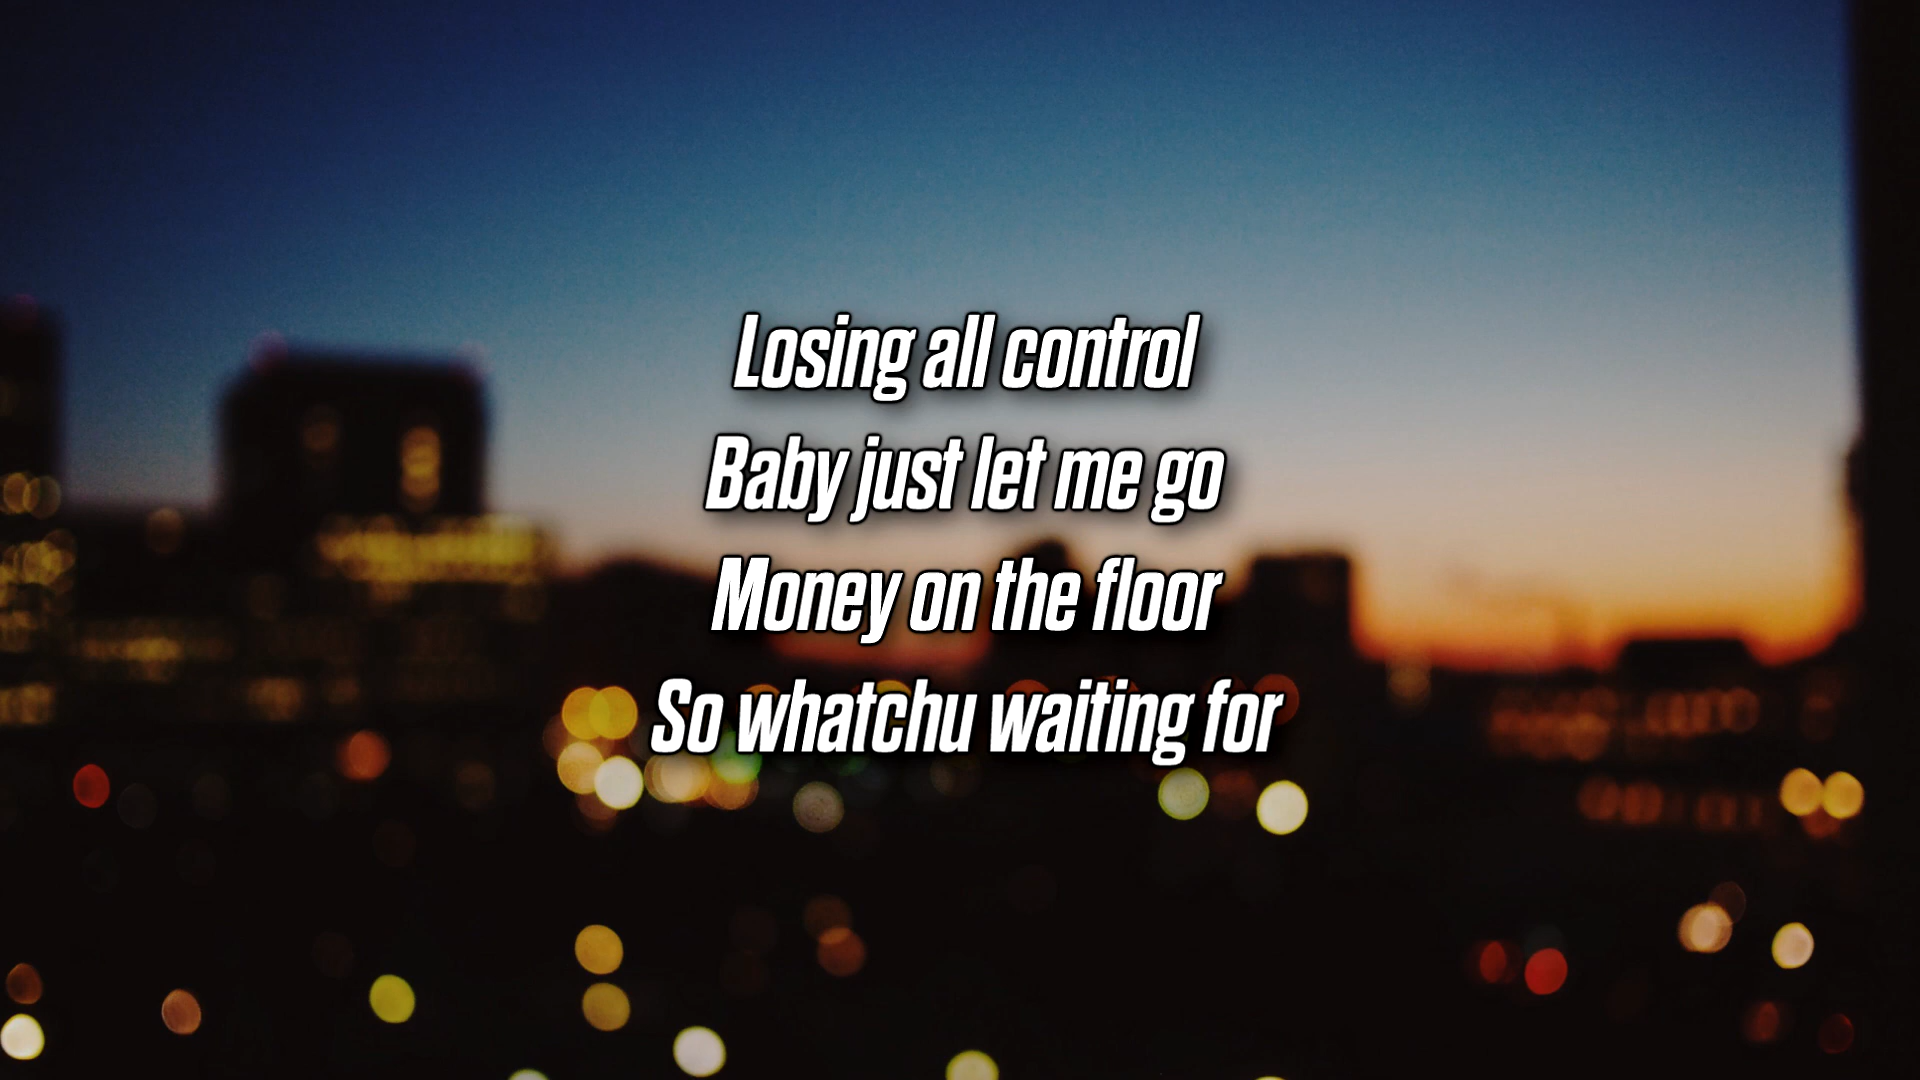 Losing all control
Baby just let me go
Money on the floor
So whatchu waiting for